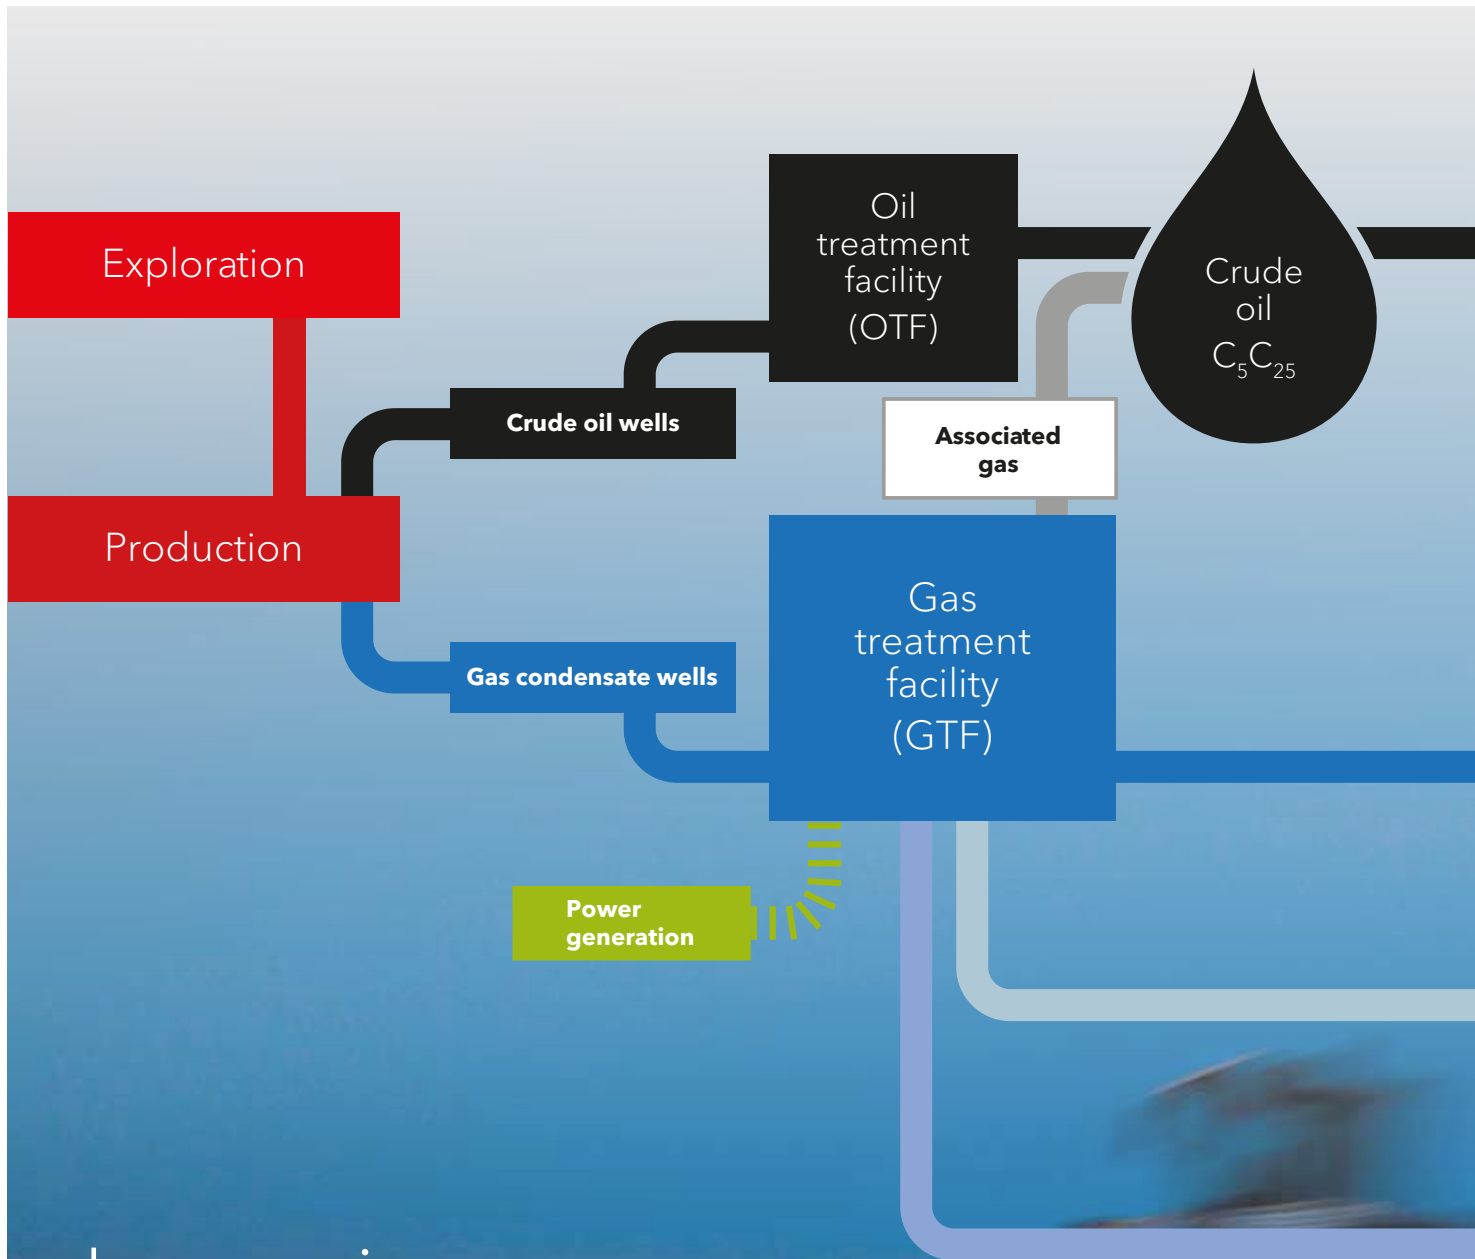 Exploration
Production
Crude oil wells
Gas condensate wells
Oil
treatment
facility
(OTF)
Crude
oil
C₅C₂₅
Associated
gas
Gas
treatment
facility
(GTF)
Power
generation